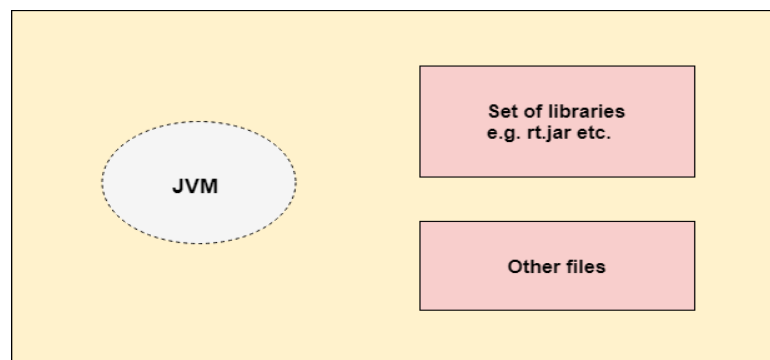 JVM
Set of libraries
e.g. rt.jar etc.
Other files